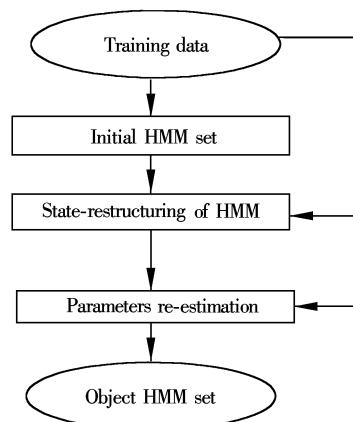 Training data
Initial HMM set
State-restructuring of HMM
Parameters re-estimation
Object HMM set